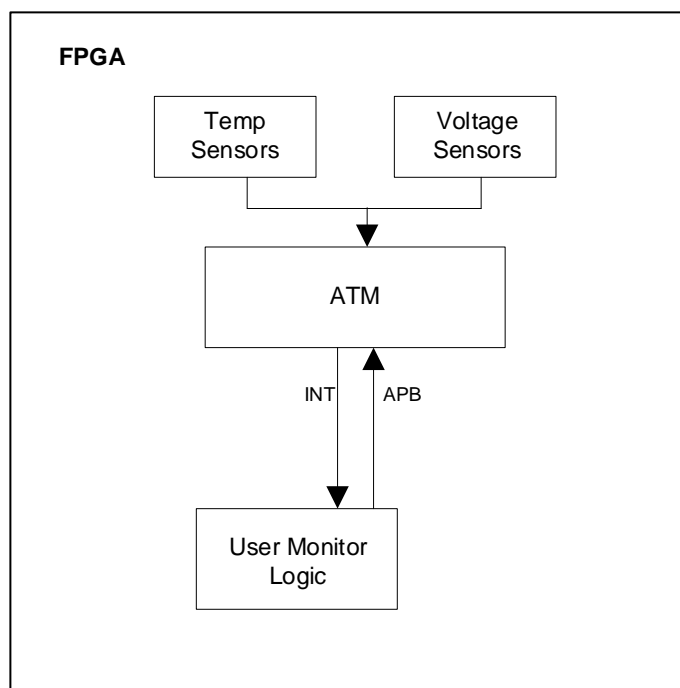 FPGA
Temp
Sensors
Voltage
Sensors
ATM
INT
APB
User Monitor
Logic